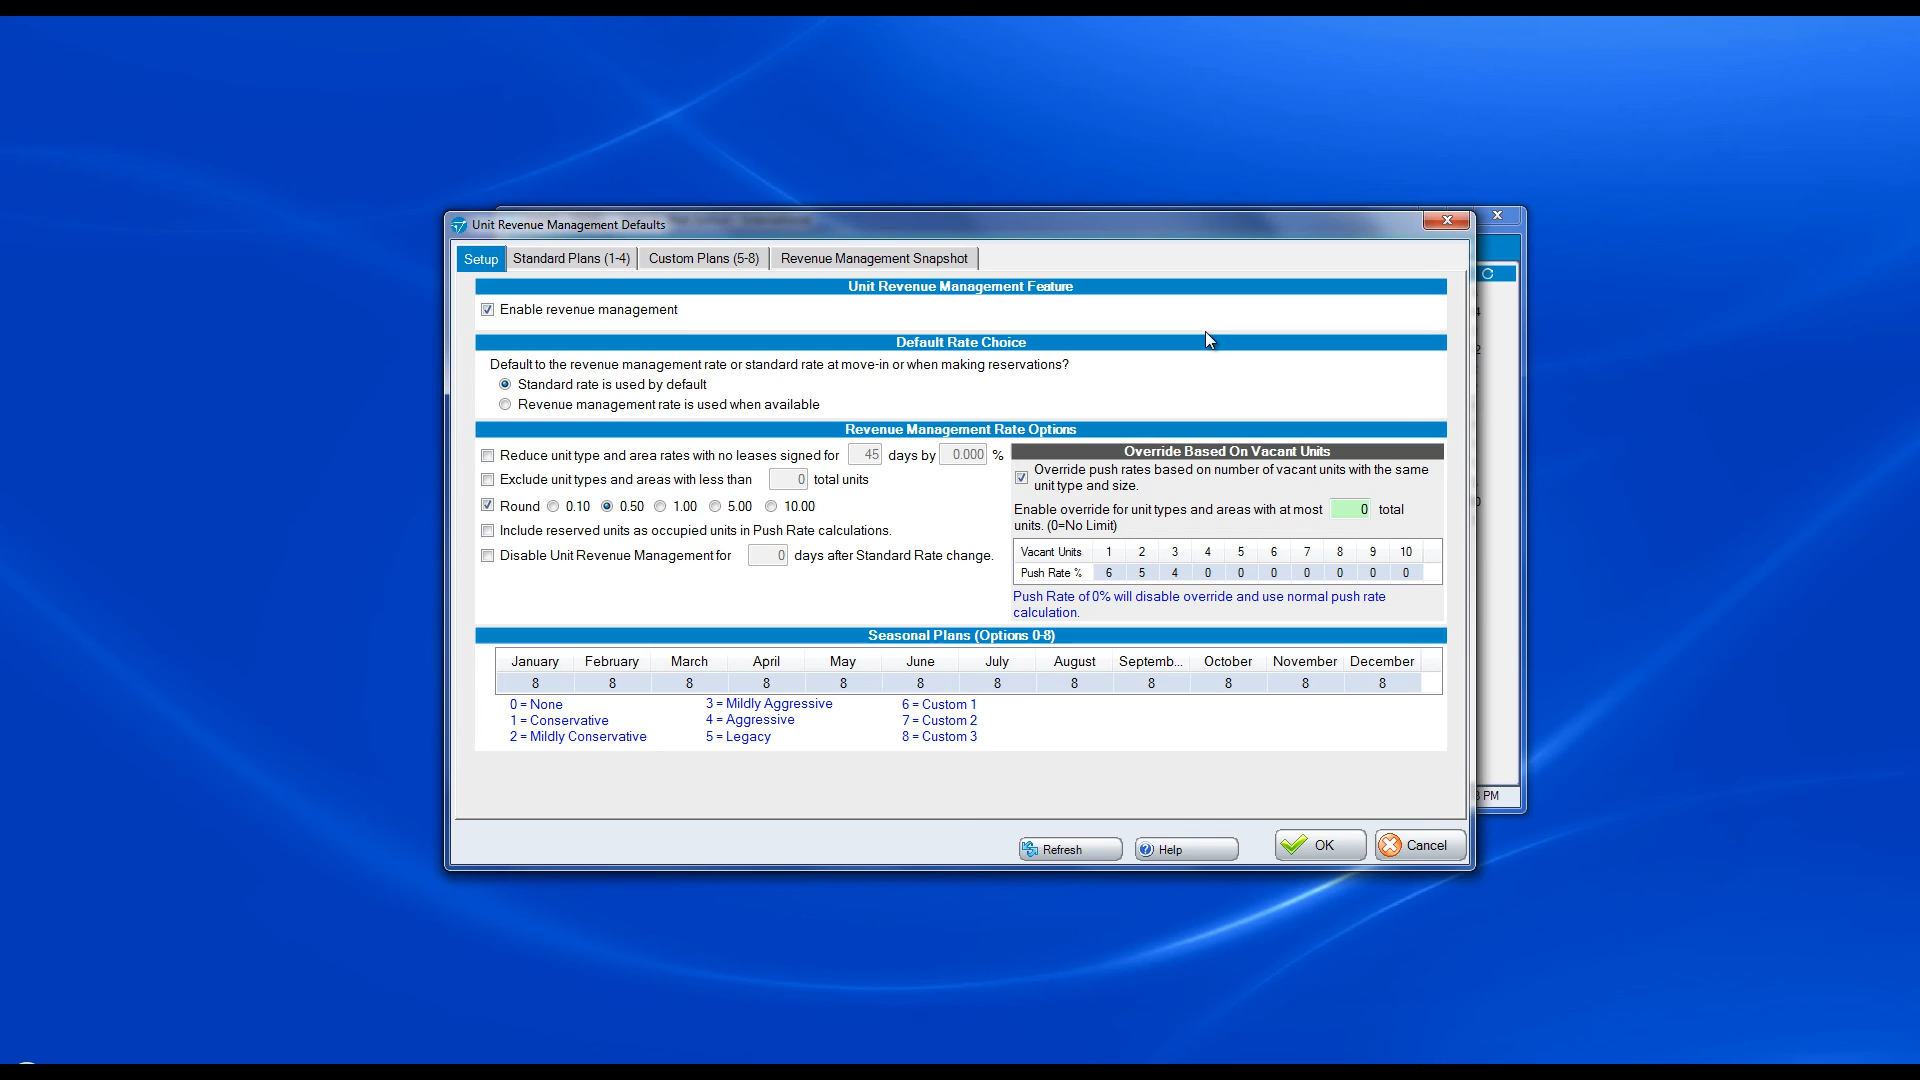 Unit Revenue Management Defaults
Setup Standard Plans (1-4) Custom Plans (5-8) Revenue Management Snapshot
Unit Revenue Management Feature
Enable revenue management
Default Rate Choice
Default to the revenue management rate or standard rate at move-in or when making reservations?
Standard rate is used by default
Revenue management rate is used when available
Revenue Management Rate Options
Reduce unit type and area rates with no leases signed for 45 days by 0.000 %
Exclude unit types and areas with less than 0 total units
Round 0.10 0.50 1.00 5.00 10.00
Include reserved units as occupied units in Push Rate calculations.
Disable Unit Revenue Management for 0 days after Standard Rate change.
Override Based On Vacant Units
Override push rates based on number of vacant units with the same
unit type and size.
Enable override for unit types and areas with at most 0 total
units. (0=No Limit)
Vacant Units 1 2 3 4 5 6 7 8 9 10
Push Rate % 6 5 4 0 0 0 0 0 0 0
Push Rate of 0% will disable override and use normal push rate
calculation.
Seasonal Plans (Options 0-8)
January February March April May June July August Septemb... October November December
8 8 8 8 8 8 8 8 8 8 8 8
0 = None 3 = Mildly Aggressive 6 = Custom 1
1 = Conservative 4 = Aggressive 7 = Custom 2
2 = Mildly Conservative 5 = Legacy 8 = Custom 3
PM
Refresh Help OK Cancel